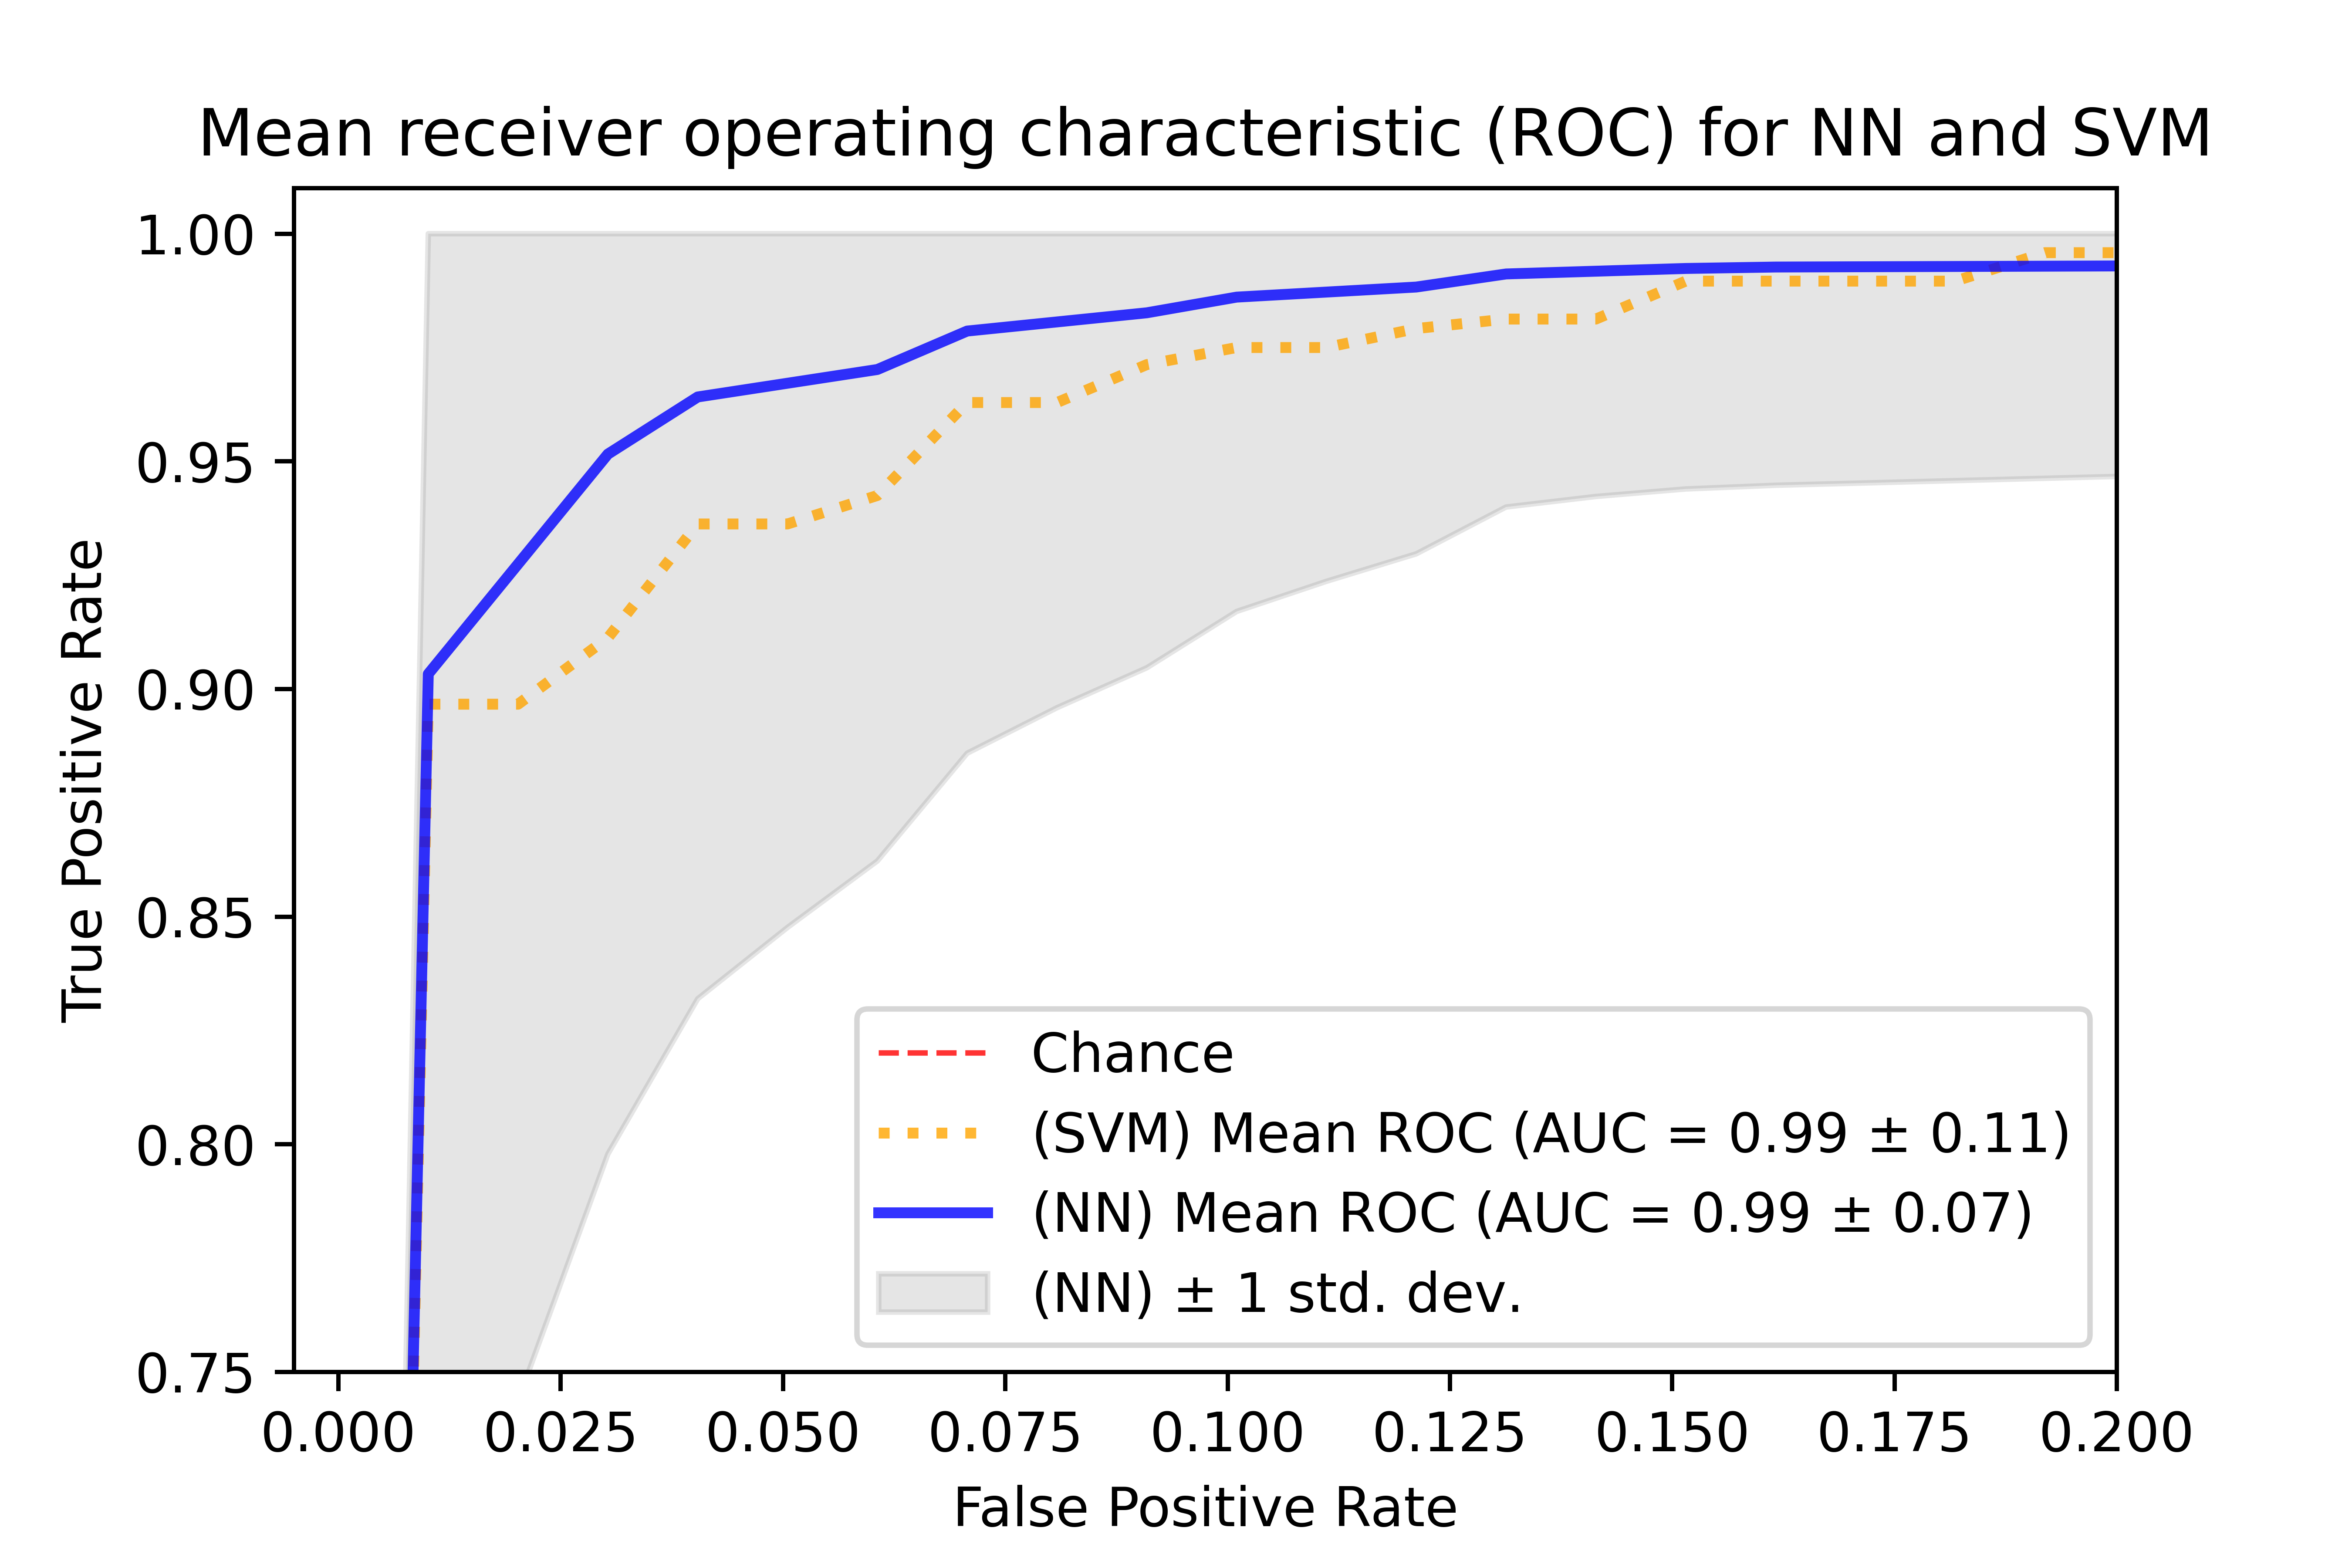 Mean receiver operating characteristic (ROC) for NN and SVM
1.00
0.95
0.90
0.85
0.80
0.75
True Positive Rate
Chance
(SVM) Mean ROC (AUC = 0.99 ± 0.11)
(NN) Mean ROC (AUC = 0.99 ± 0.07)
(NN) ± 1 std. dev.
0.000 0.025 0.050 0.075 0.100 0.125 0.150 0.175 0.200
False Positive Rate